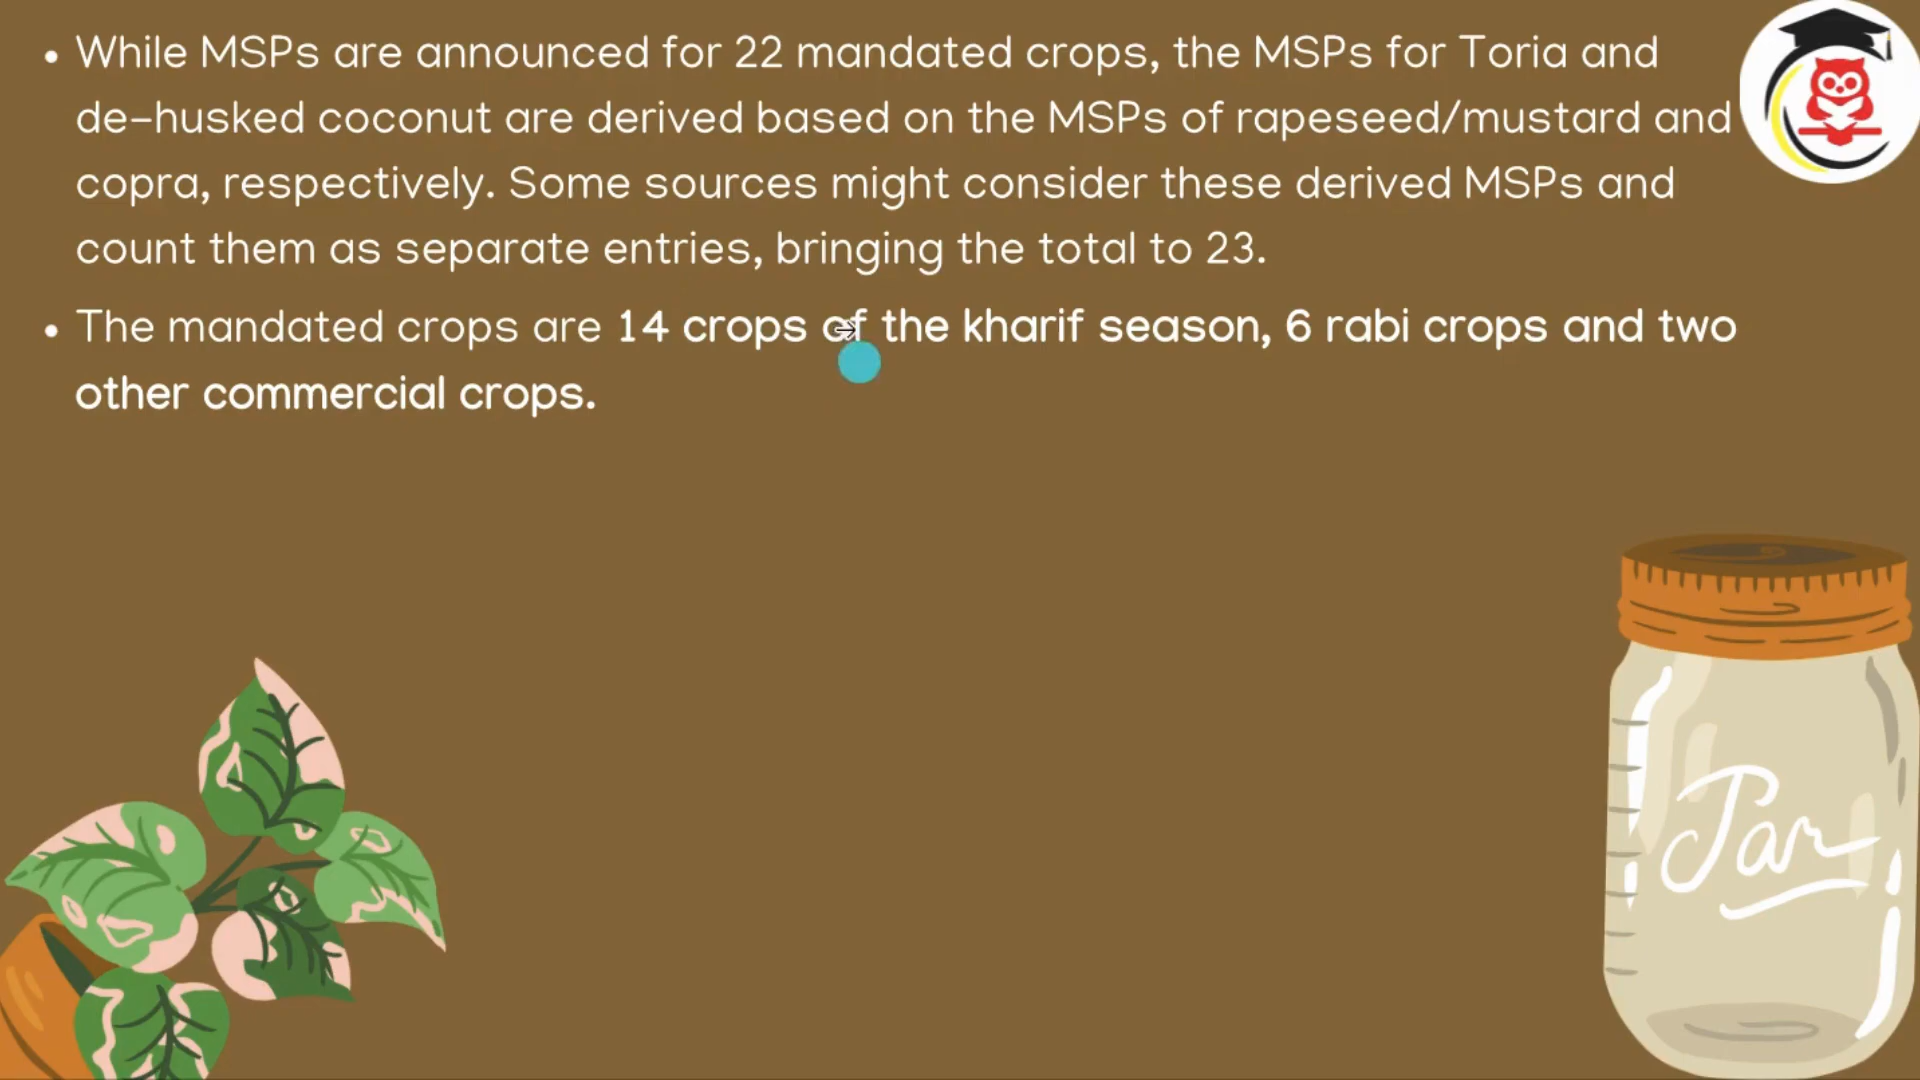 • While MSPs are announced for 22 mandated crops, the MSPs for Toria and
de-husked coconut are derived based on the MSPs of rapeseed/mustard and
copra, respectively. Some sources might consider these derived MSPs and
count them as separate entries, bringing the total to 23.
• The mandated crops are 14 crops of the kharif season, 6 rabi crops and two
other commercial crops.
Jar